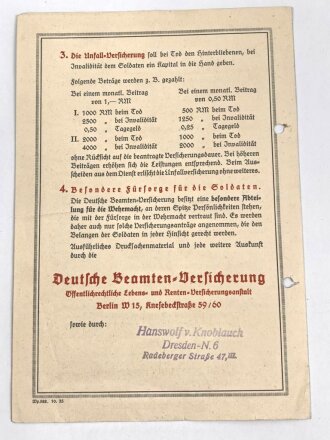 3. Die Unfall-Versicherung soll bei Tod den Hinterbliebenen, bei
Invalidität dem Soldaten ein Kapital in die Hand geben.
Folgende Beträge werden z. B. gezahlt:
Bei einem monatl. Beitrag von 1,— RM
I. 1000 RM beim Tod
2500 „ bei Invalidität
0,50 „ Tagegeld
II. 2000 „ beim Tod
4000 „ bei Invalidität
Bei einem monatl. Beitrag von 0,50 RM
500 RM beim Tod
1250 „ bei Invalidität
0,25 „ Tagegeld
1000 „ beim Tod
2000 „ bei Invalidität
ohne Rücksicht auf die beantragte Versicherungsdauer. Bei höheren
Beiträgen erhöhen sich die Leistungen entsprechend. Beim Aus-
scheiden aus dem Dienst erlischt die Unfallversicherung ohne weiteres.
4. Besondere Fürsorge für die Soldaten.
Die Deutsche Beamten-Versicherung besitzt eine besondere Abtei-
lung für die Wehrmacht, an deren Spitze Persönlichkeiten stehen,
die mit der Fürsorge in der Wehrmacht vertraut sind. Es werden
daher auch nur solche Versicherungsanträge angenommen, die den
Belangen der Soldaten in jeder Hinsicht gerecht werden.
Ausführliches Drucksachenmaterial und jede weitere Auskunft
durch die
Deutsche Beamten-Versicherung
Öffentlichrechtliche Lebens- und Renten-Versicherungsanstalt
Berlin W 15, Knesebeckstraße 59/60
sowie durch:
Hanswolf v. Knoblauch
Dresden-N. 6
Radeberger Straße 47, III.